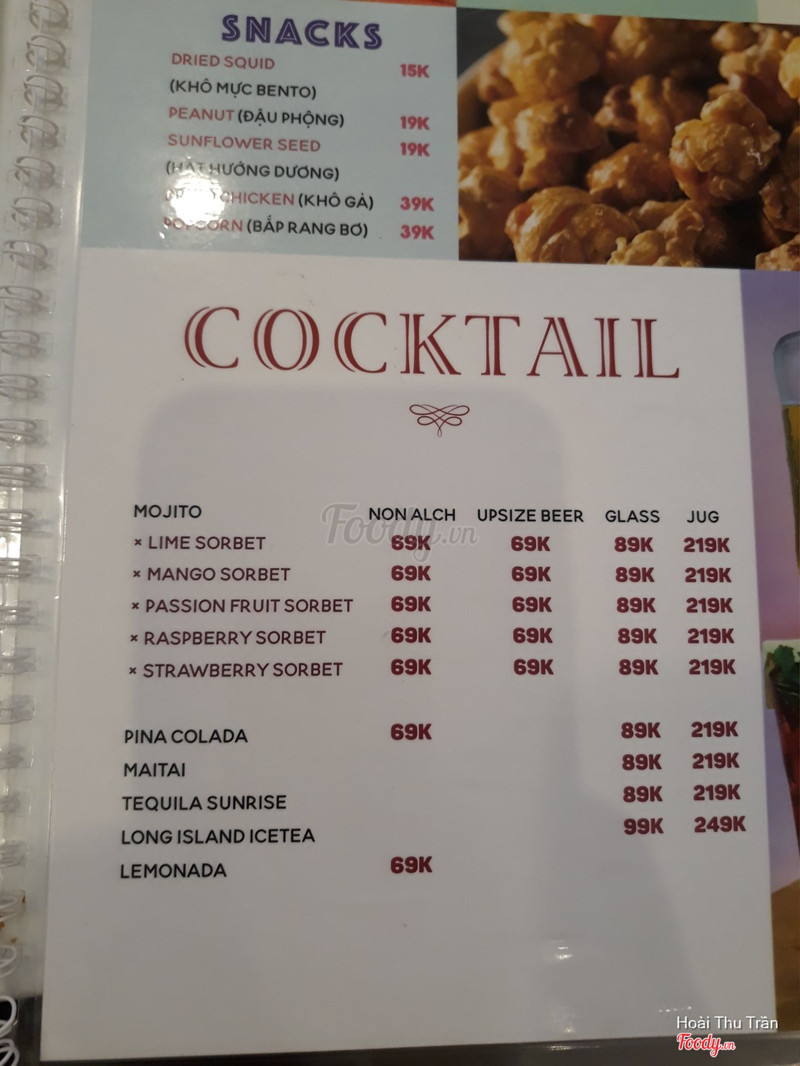 SNACKS
DRIED SQUID 15K
(KHÔ MỰC BENTO)
PEANUT (ĐẬU PHỘNG) 19K
SUNFLOWER SEED 19K
(HẠT HƯỚNG DƯƠNG)
CHICKEN (KHÔ GÀ) 39K
POPCORN (BẮP RANG BƠ) 39K
COCKTAIL
MOJITO NON ALCH UPSIZE BEER GLASS JUG
Foody.vn
× LIME SORBET 69K 69K 89K 219K
× MANGO SORBET 69K 69K 89K 219K
× PASSION FRUIT SORBET 69K 69K 89K 219K
× RASPBERRY SORBET 69K 69K 89K 219K
× STRAWBERRY SORBET 69K 69K 89K 219K
PINA COLADA 69K 89K 219K
MAITAI 89K 219K
TEQUILA SUNRISE 89K 219K
LONG ISLAND ICETEA 99K 249K
LEMONADA 69K
Hoài Thu Trần
Foody.vn